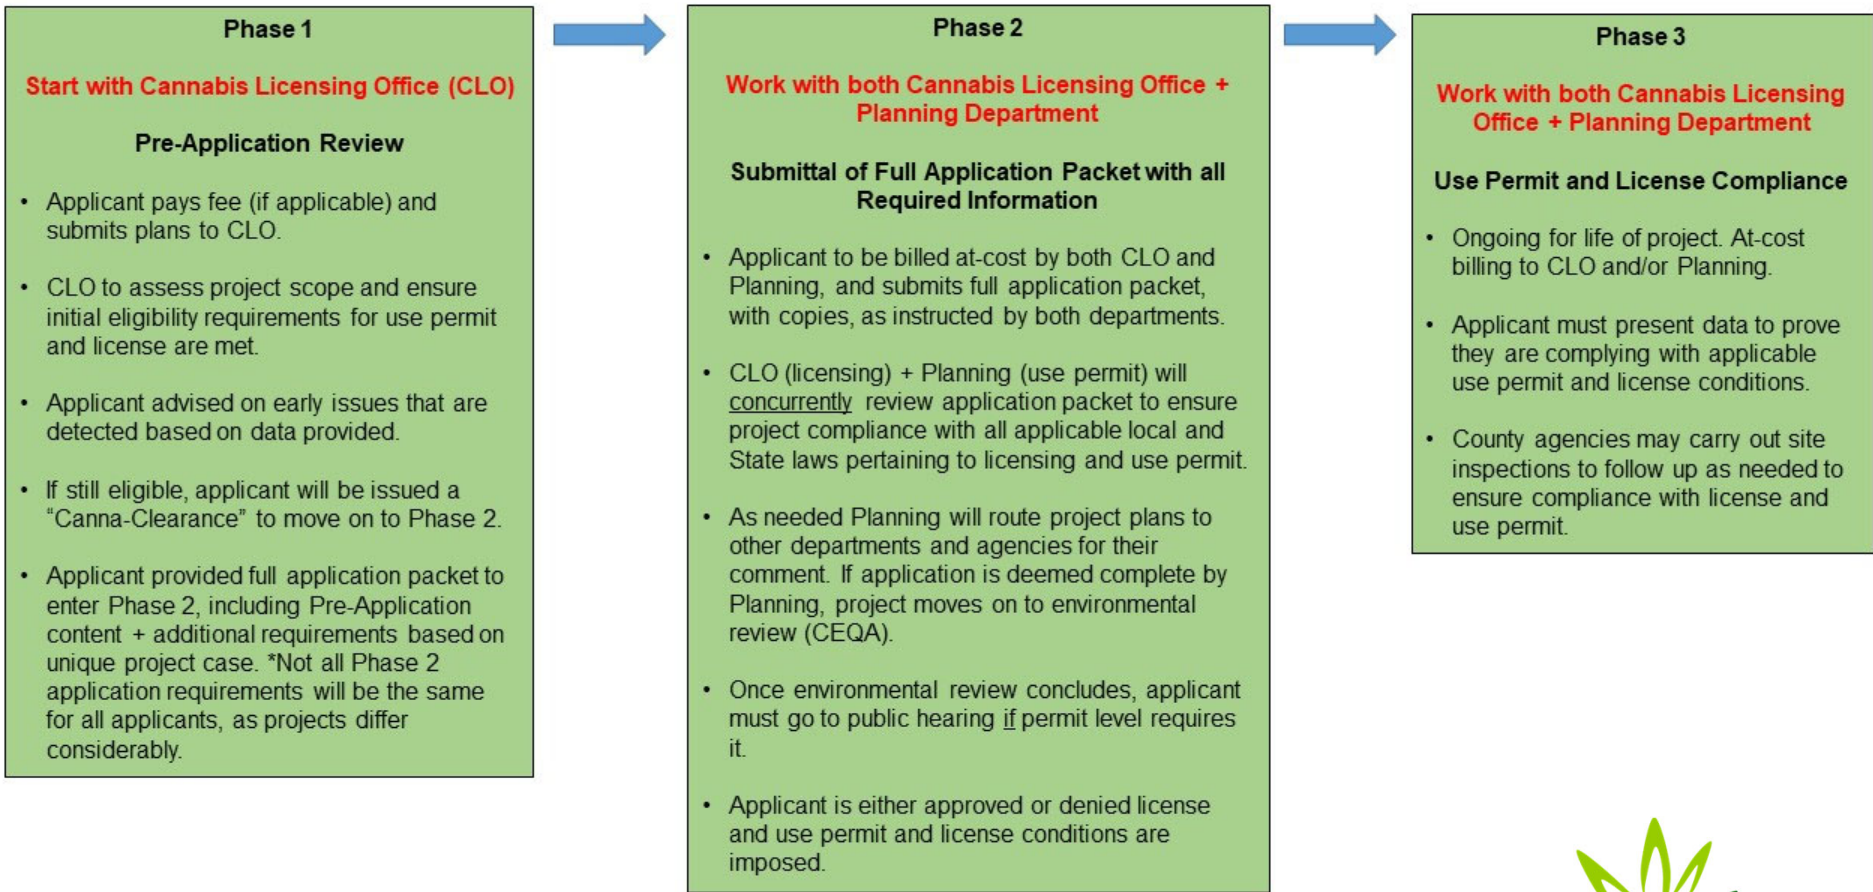 Phase 1
Start with Cannabis Licensing Office (CLO)
Pre-Application Review
• Applicant pays fee (if applicable) and
submits plans to CLO.
• CLO to assess project scope and ensure
initial eligibility requirements for use permit
and license are met.
• Applicant advised on early issues that are
detected based on data provided.
• If still eligible, applicant will be issued a
“Canna-Clearance” to move on to Phase 2.
• Applicant provided full application packet to
enter Phase 2, including Pre-Application
content + additional requirements based on
unique project case. *Not all Phase 2
application requirements will be the same
for all applicants, as projects differ
considerably.
Phase 2
Work with both Cannabis Licensing Office +
Planning Department
Submittal of Full Application Packet with all
Required Information
• Applicant to be billed at-cost by both CLO and
Planning, and submits full application packet,
with copies, as instructed by both departments.
• CLO (licensing) + Planning (use permit) will
concurrently review application packet to ensure
project compliance with all applicable local and
State laws pertaining to licensing and use permit.
• As needed Planning will route project plans to
other departments and agencies for their
comment. If application is deemed complete by
Planning, project moves on to environmental
review (CEQA).
• Once environmental review concludes, applicant
must go to public hearing if permit level requires
it.
• Applicant is either approved or denied license
and use permit and license conditions are
imposed.
Phase 3
Work with both Cannabis Licensing
Office + Planning Department
Use Permit and License Compliance
• Ongoing for life of project. At-cost
billing to CLO and/or Planning.
• Applicant must present data to prove
they are complying with applicable
use permit and license conditions.
• County agencies may carry out site
inspections to follow up as needed to
ensure compliance with license and
use permit.